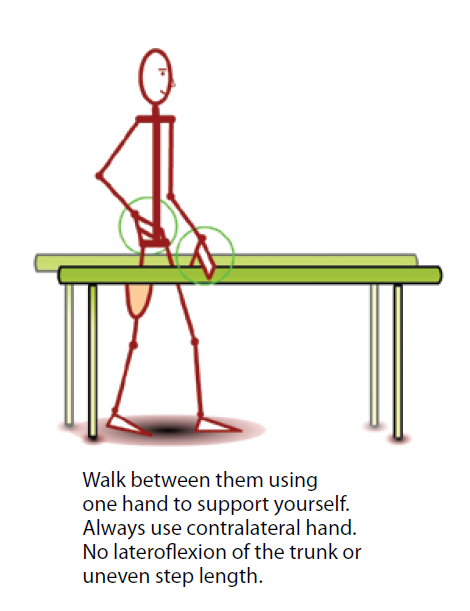 Walk between them using
one hand to support yourself.
Always use contralateral hand.
No lateroflexion of the trunk or
uneven step length.